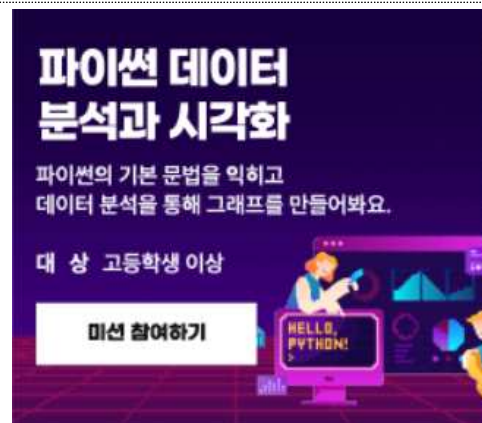 파이썬 데이터
분석과 시각화
파이썬의 기본 문법을 익히고
데이터 분석을 통해 그래프를 만들어봐요.
대 상 고등학생 이상
미션 참여하기
HELLO,
PYTHON!
>